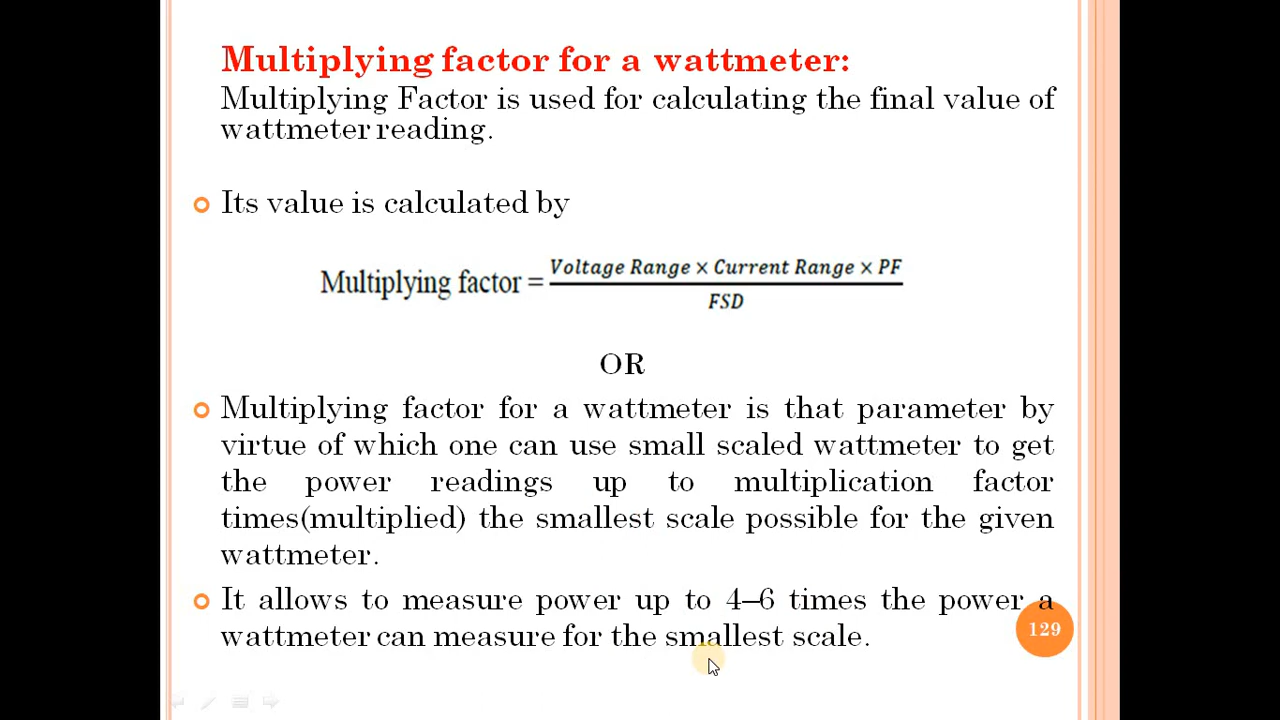 Multiplying factor for a wattmeter:
Multiplying Factor is used for calculating the final value of
wattmeter reading.
Its value is calculated by
Multiplying factor = Voltage Range × Current Range × PF / FSD
OR
Multiplying factor for a wattmeter is that parameter by
virtue of which one can use small scaled wattmeter to get
the power readings up to multiplication factor
times(multiplied) the smallest scale possible for the given
wattmeter.
It allows to measure power up to 4–6 times the power a
wattmeter can measure for the smallest scale.
129